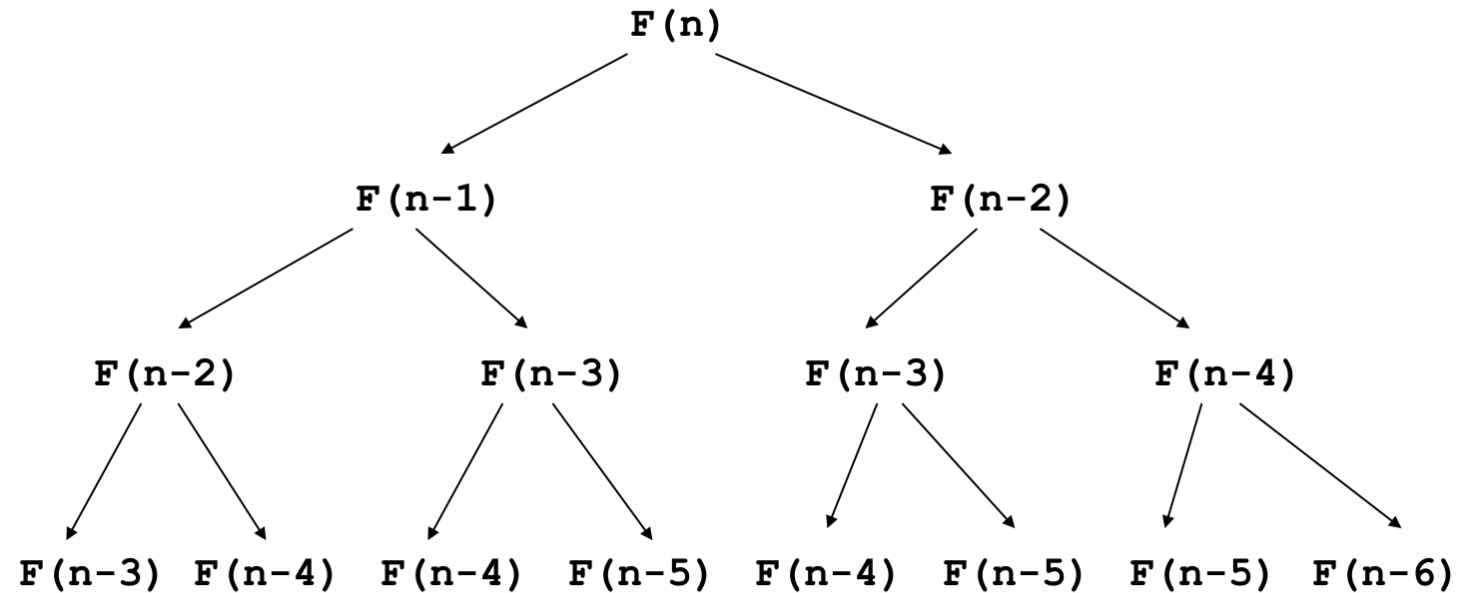 F(n)
F(n-1) F(n-2)
F(n-2) F(n-3) F(n-3) F(n-4)
F(n-3) F(n-4) F(n-4) F(n-5) F(n-4) F(n-5) F(n-5) F(n-6)